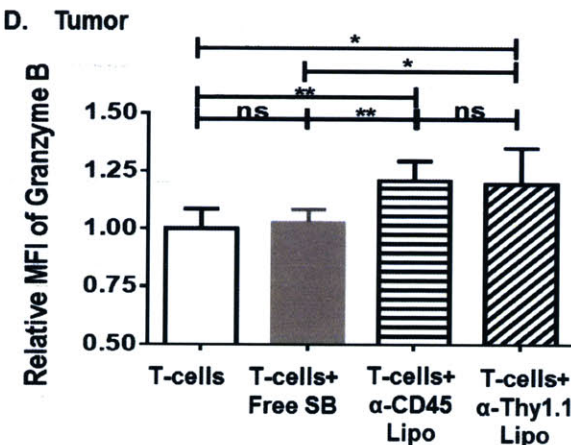 D. Tumor
*
*
**
ns ** ns
Relative MFI of Granzyme B
1.50
1.25
1.00
0.75
0.50
T-cells
T-cells+
Free SB
T-cells+
α-CD45
Lipo
T-cells+
α-Thy1.1
Lipo